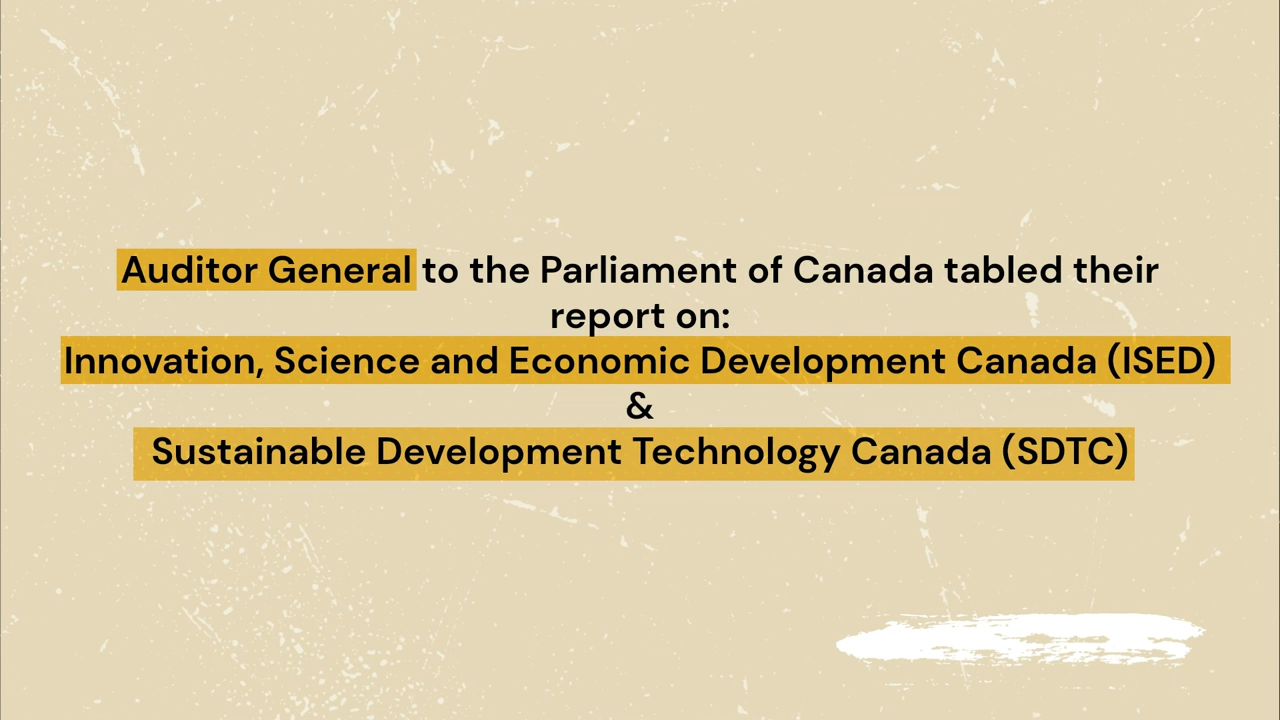 Auditor General to the Parliament of Canada tabled their
report on:
Innovation, Science and Economic Development Canada (ISED)
&
Sustainable Development Technology Canada (SDTC)